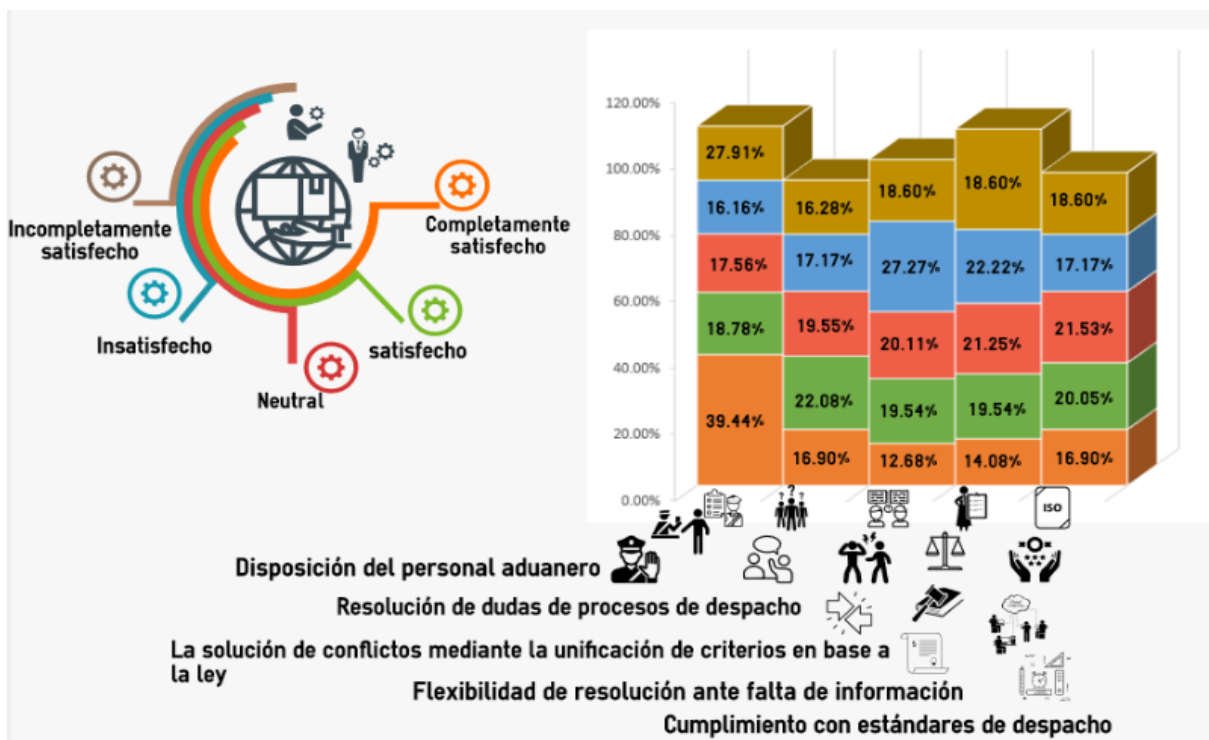 Incompletamente
satisfecho
Insatisfecho
Neutral
satisfecho
Completamente
satisfecho
120.00%
100.00%
80.00%
60.00%
40.00%
20.00%
0.00%
27.91%
16.16%
17.56%
18.78%
39.44%
16.28%
17.17%
19.55%
22.08%
16.90%
18.60%
27.27%
20.11%
19.54%
12.68%
18.60%
22.22%
21.25%
19.54%
14.08%
18.60%
17.17%
21.53%
20.05%
16.90%
? ? ?
ISO
Disposición del personal aduanero
Resolución de dudas de procesos de despacho
La solución de conflictos mediante la unificación de criterios en base a
la ley
Flexibilidad de resolución ante falta de información
Cumplimiento con estándares de despacho